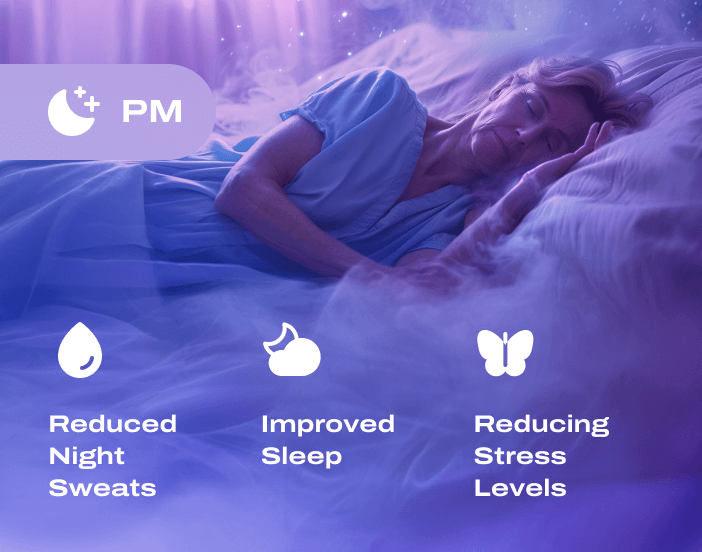 PM
Reduced
Night
Sweats
Improved
Sleep
Reducing
Stress
Levels